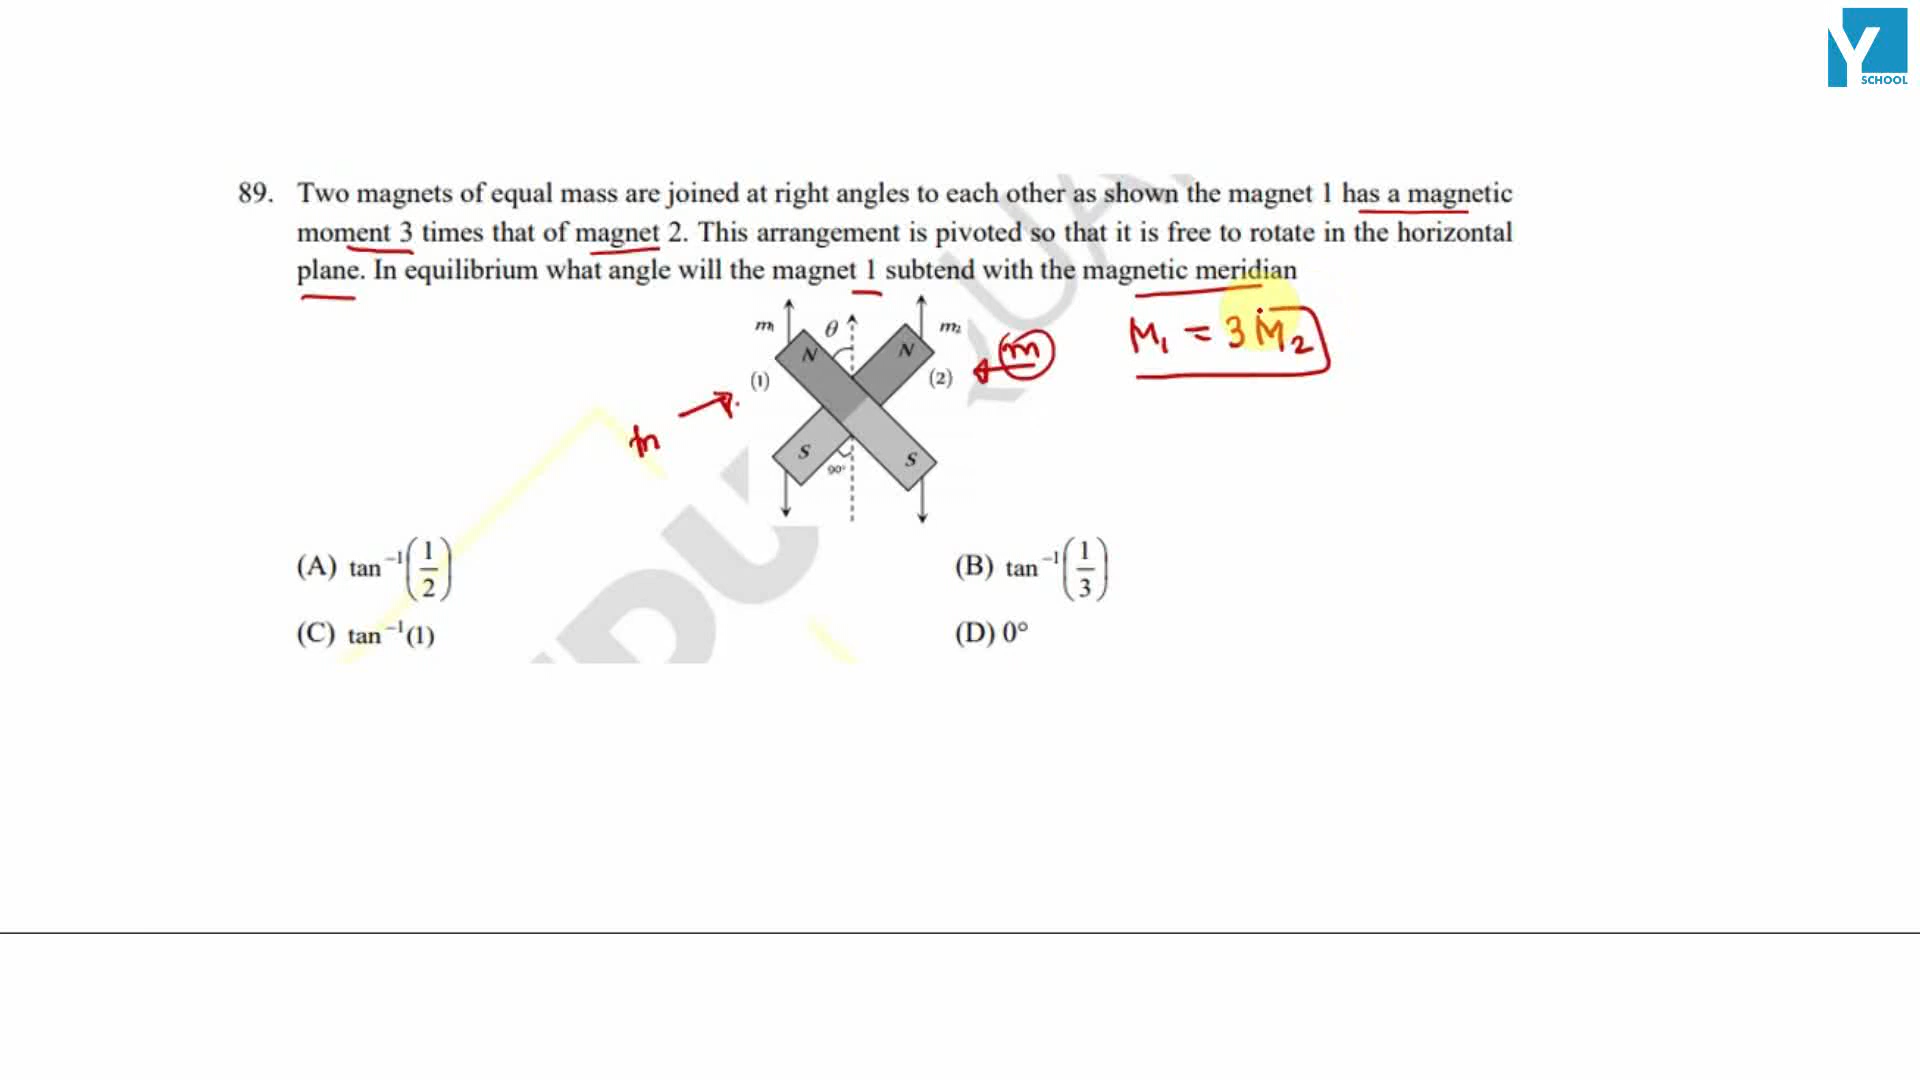 Y
SCHOOL
89. Two magnets of equal mass are joined at right angles to each other as shown the magnet 1 has a magnetic
moment 3 times that of magnet 2. This arrangement is pivoted so that it is free to rotate in the horizontal
plane. In equilibrium what angle will the magnet 1 subtend with the magnetic meridian
m₁ θ m₂
N N
(1) (2)
m
M₁ = 3M₂
m
S S
90°
(A) tan⁻¹(1/2) (B) tan⁻¹(1/3)
(C) tan⁻¹(1) (D) 0°